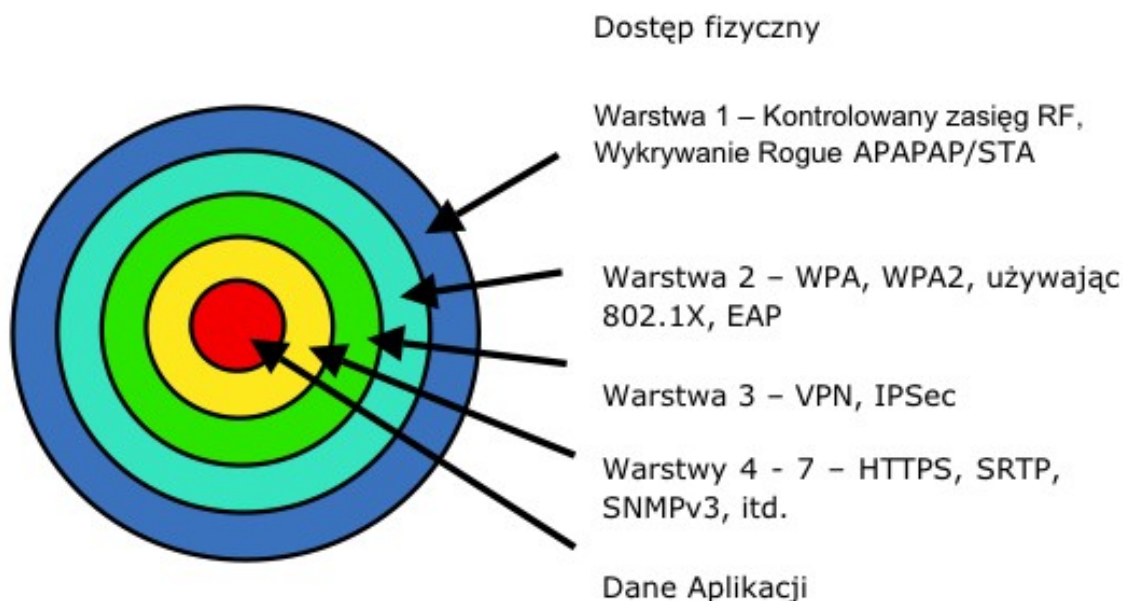 Dostęp fizyczny
Warstwa 1 – Kontrolowany zasięg RF,
Wykrywanie Rogue APAPAP/STA
Warstwa 2 – WPA, WPA2, używając
802.1X, EAP
Warstwa 3 – VPN, IPSec
Warstwy 4 - 7 – HTTPS, SRTP,
SNMPv3, itd.
Dane Aplikacji